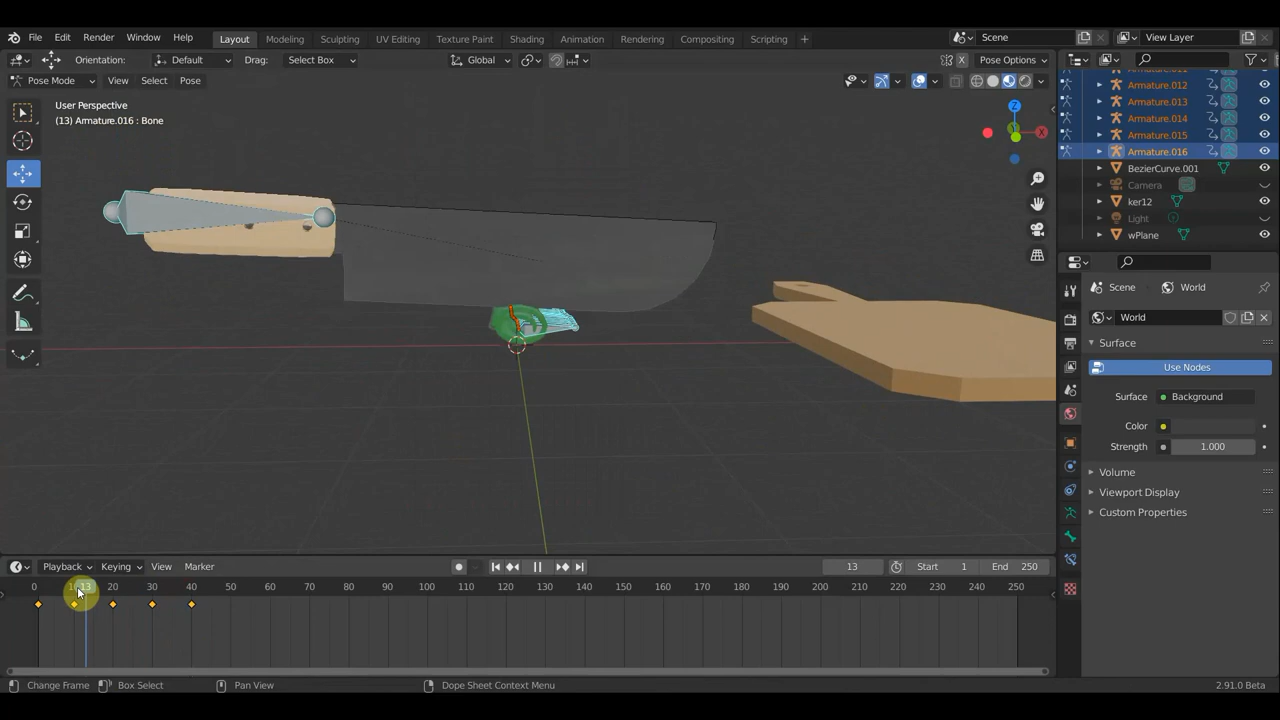 File Edit Render Window Help Layout Modeling Sculpting UV Editing Texture Paint Shading Animation Rendering Compositing Scripting + Scene View Layer
Orientation: Default Drag: Select Box Global X Pose Options
Pose Mode View Select Pose
User Perspective
(13) Armature.016 : Bone
Z
X
Armature.012
Armature.013
Armature.014
Armature.015
Armature.016
BezierCurve.001
Camera
ker12
Light
wPlane
Scene World
World
Surface
Use Nodes
Surface Background
Color
Strength 1.000
Volume
Viewport Display
Custom Properties
Playback Keying View Marker 13 Start 1 End 250
0 13 20 30 40 50 60 70 80 90 100 110 120 130 140 150 160 170 180 190 200 210 220 230 240 250
Change Frame Box Select Pan View Dope Sheet Context Menu 2.91.0 Beta